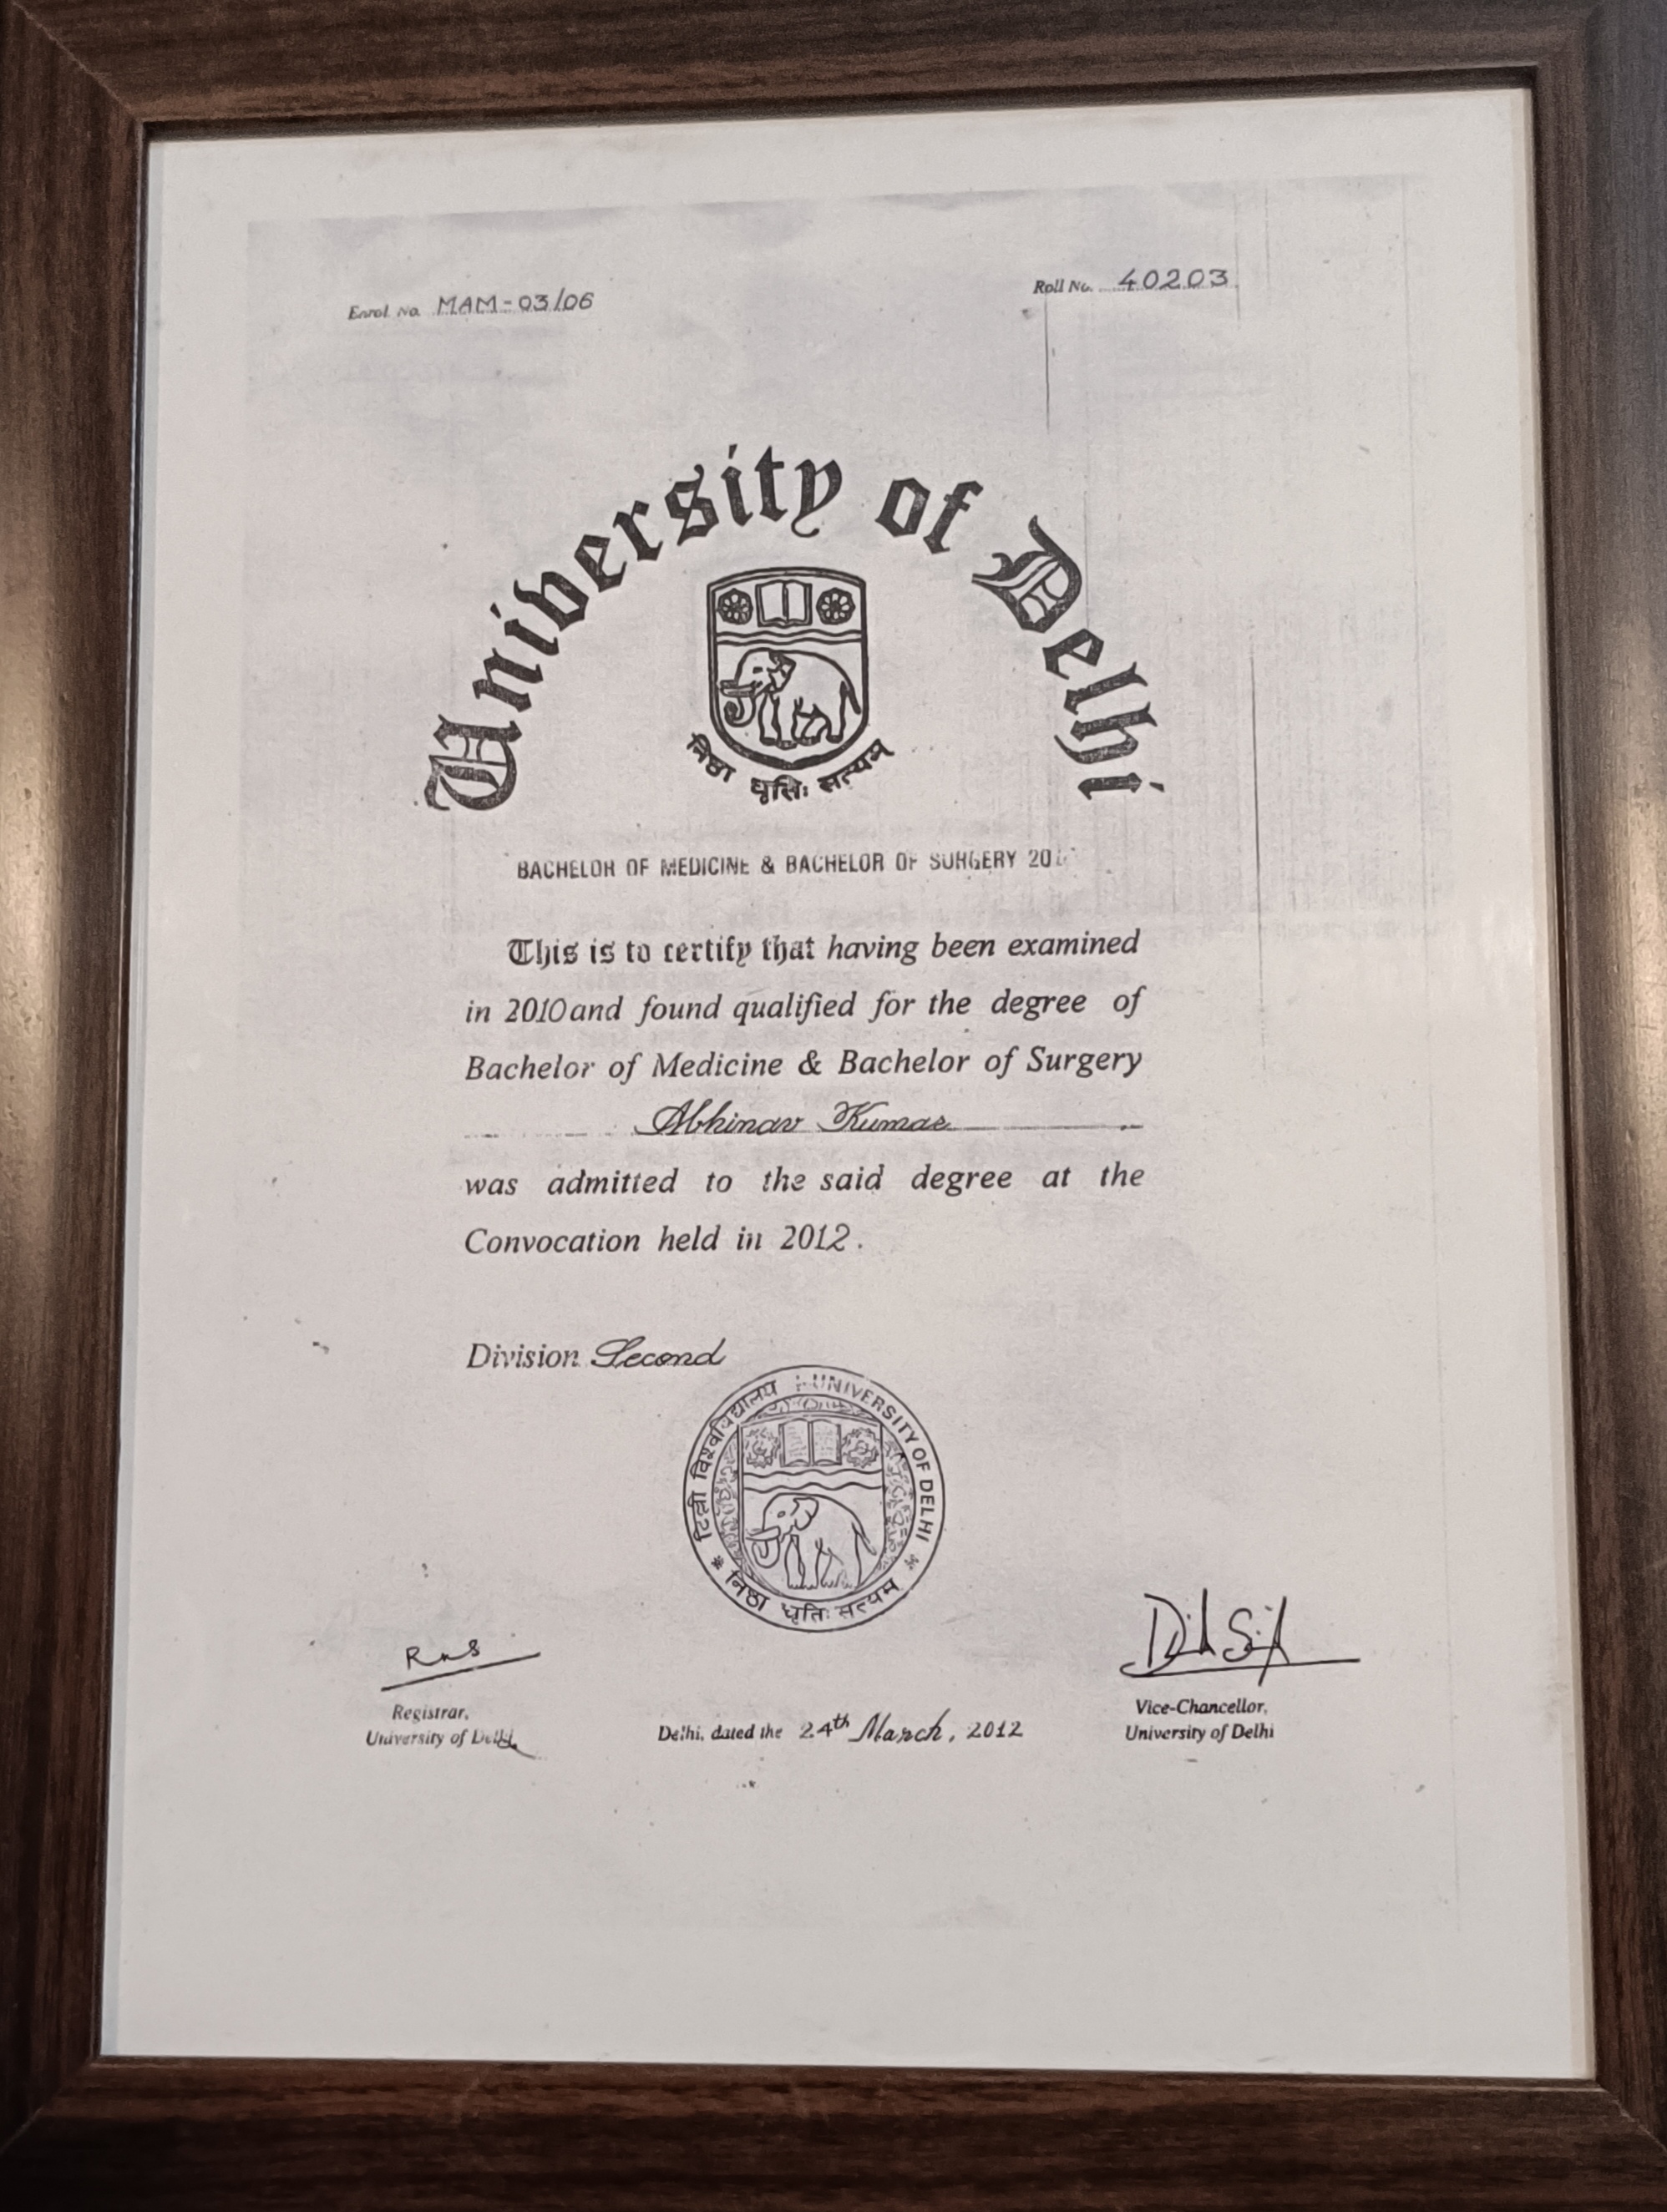 Enrol. No. MAM-03/06
Roll No. 40203
University of Delhi
निष्ठा धृतिः सत्यम्
BACHELOR OF MEDICINE & BACHELOR OF SURGERY
This is to certify that having been examined
in 2010 and found qualified for the degree of
Bachelor of Medicine & Bachelor of Surgery
Abhinav Kumar
was admitted to the said degree at the
Convocation held in 2012.
Division Second
दिल्ली विश्वविद्यालय UNIVERSITY OF DELHI
निष्ठा धृतिः सत्यम्
Registrar,
University of Delhi
Delhi, dated the 24th March, 2012
Vice-Chancellor,
University of Delhi